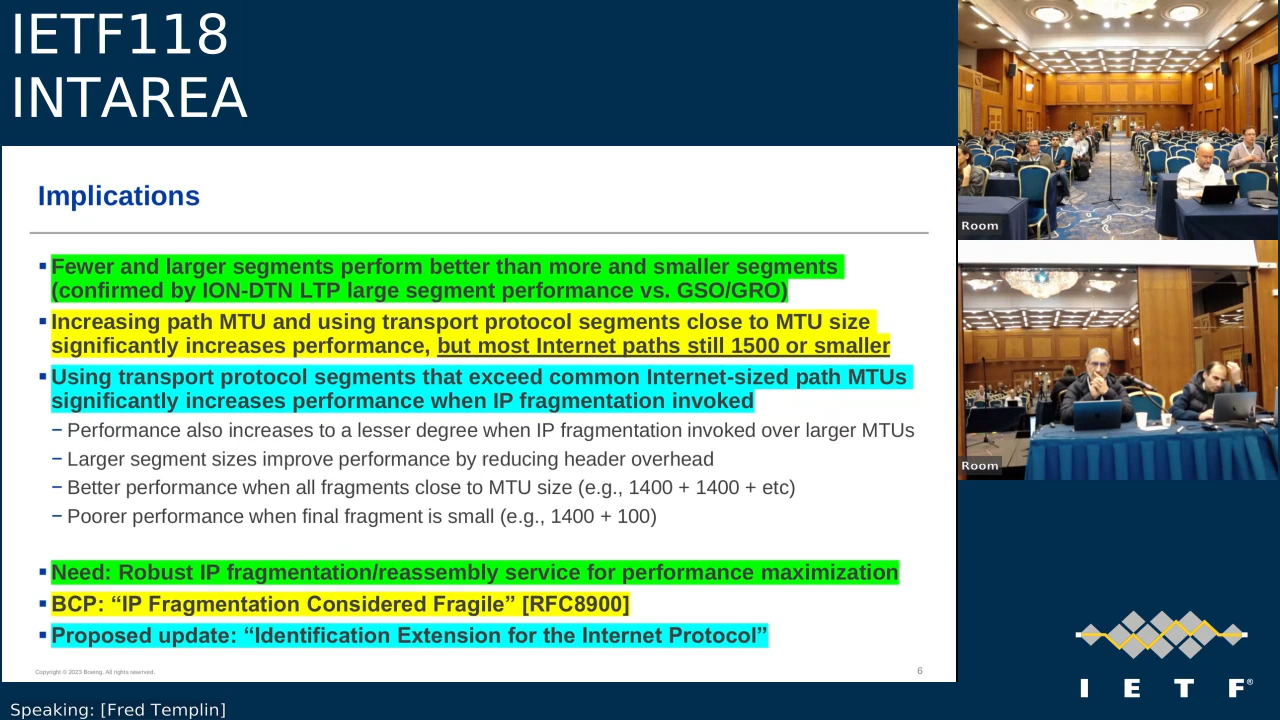 IETF118
INTAREA
Implications
Fewer and larger segments perform better than more and smaller segments
(confirmed by ION-DTN LTP large segment performance vs. GSO/GRO)
Increasing path MTU and using transport protocol segments close to MTU size
significantly increases performance, but most Internet paths still 1500 or smaller
Using transport protocol segments that exceed common Internet-sized path MTUs
significantly increases performance when IP fragmentation invoked
– Performance also increases to a lesser degree when IP fragmentation invoked over larger MTUs
– Larger segment sizes improve performance by reducing header overhead
– Better performance when all fragments close to MTU size (e.g., 1400 + 1400 + etc)
– Poorer performance when final fragment is small (e.g., 1400 + 100)
Need: Robust IP fragmentation/reassembly service for performance maximization
BCP: “IP Fragmentation Considered Fragile” [RFC8900]
Proposed update: “Identification Extension for the Internet Protocol”
Copyright © 2023 Boeing. All rights reserved.
6
Speaking: [Fred Templin]
Room
Room
I E T F®